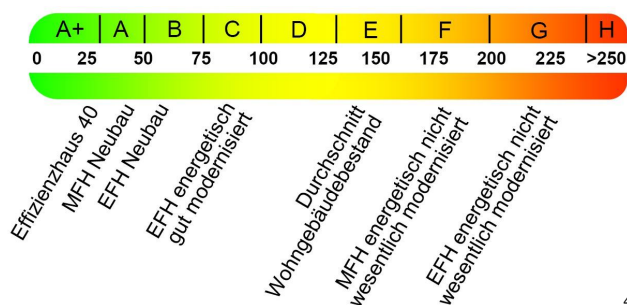 A+ A B C D E F G H
0 25 50 75 100 125 150 175 200 225 >250
Effizienzhaus 40
MFH Neubau
EFH Neubau
EFH energetisch
gut modernisiert
Durchschnitt
Wohngebäudebestand
MFH energetisch nicht
wesentlich modernisiert
EFH energetisch nicht
wesentlich modernisiert